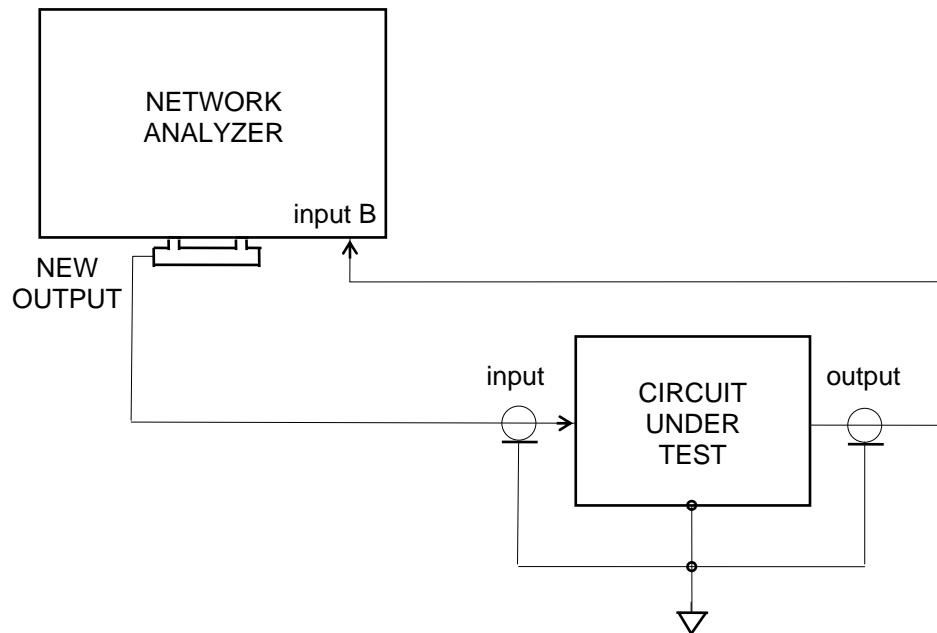 NETWORK
ANALYZER
input B
NEW
OUTPUT
input
CIRCUIT
UNDER
TEST
output